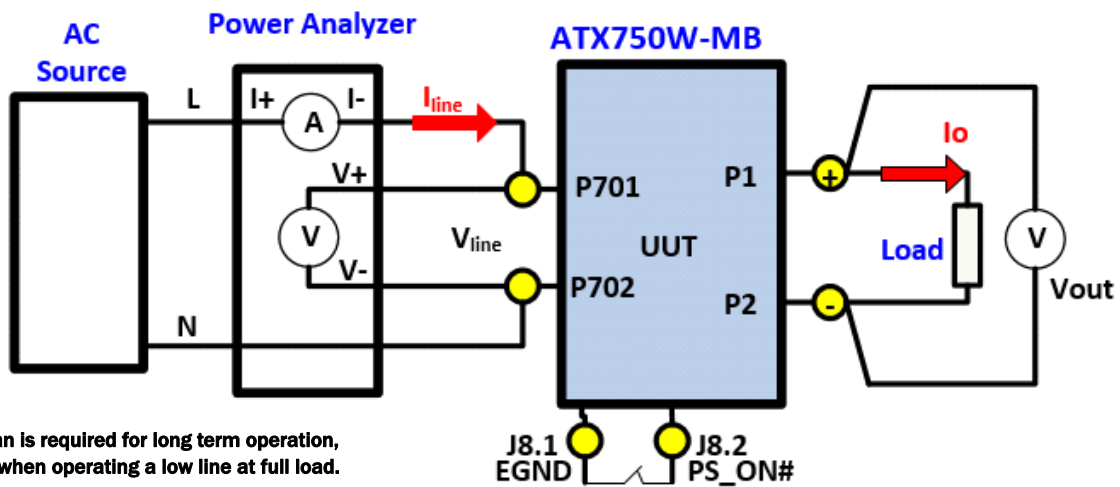 AC
Source
Power Analyzer
ATX750W-MB
L
I+
A
I-
Iline
V+
V
V-
Vline
N
P701
P702
UUT
P1
P2
+
-
Io
Load
V
Vout
is required for long term operation,
when operating a low line at full load.
J8.1
EGND
J8.2
PS_ON#